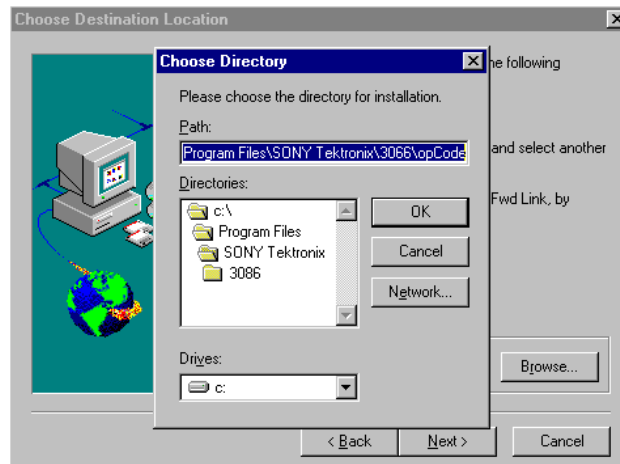 Choose Destination Location
Choose Directory
he following
Please choose the directory for installation.
Path:
Program Files\SONY Tektronix\3066\opCode
and select another
Directories:
c:\
Program Files
SONY Tektronix
3086
OK
Cancel
Network...
Fwd Link, by
Drives:
c:
Browse...
< Back
Next >
Cancel